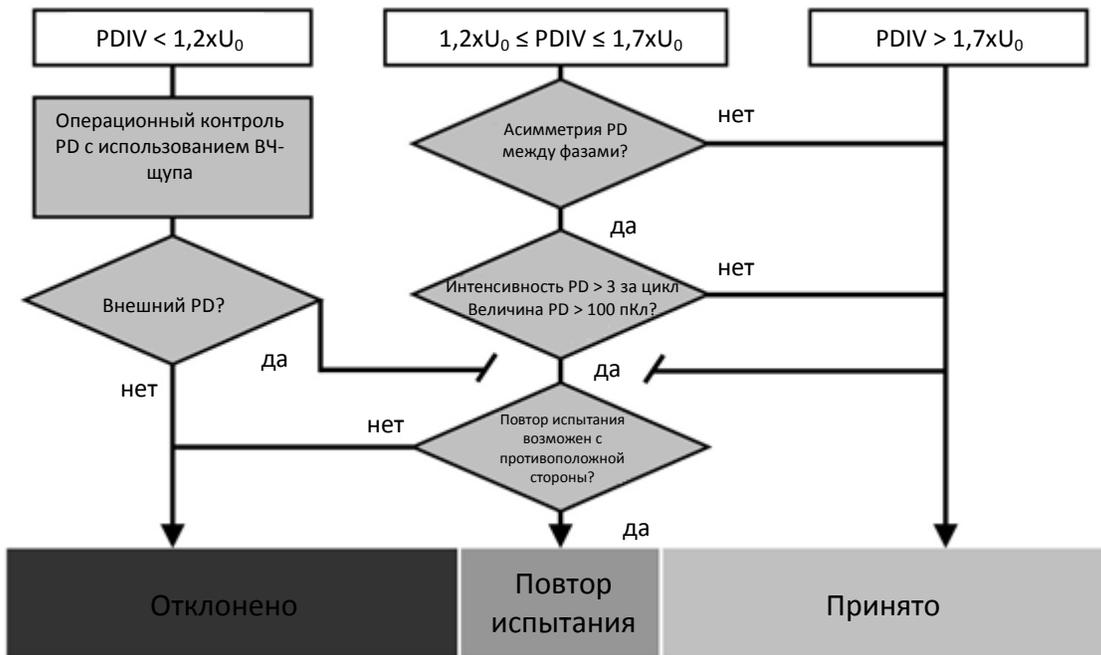 PDIV < 1,2xU₀
1,2xU₀ ≤ PDIV ≤ 1,7xU₀
PDIV > 1,7xU₀
Операционный контроль
PD с использованием ВЧ-
щупа
Асимметрия PD
между фазами?
нет
да
Внешний PD?
Интенсивность PD > 3 за цикл
Величина PD > 100 пКл?
нет
да
да
нет
нет
Повтор испытания
возможен с
противоположной
стороны?
да
Отклонено
Повтор
испытания
Принято